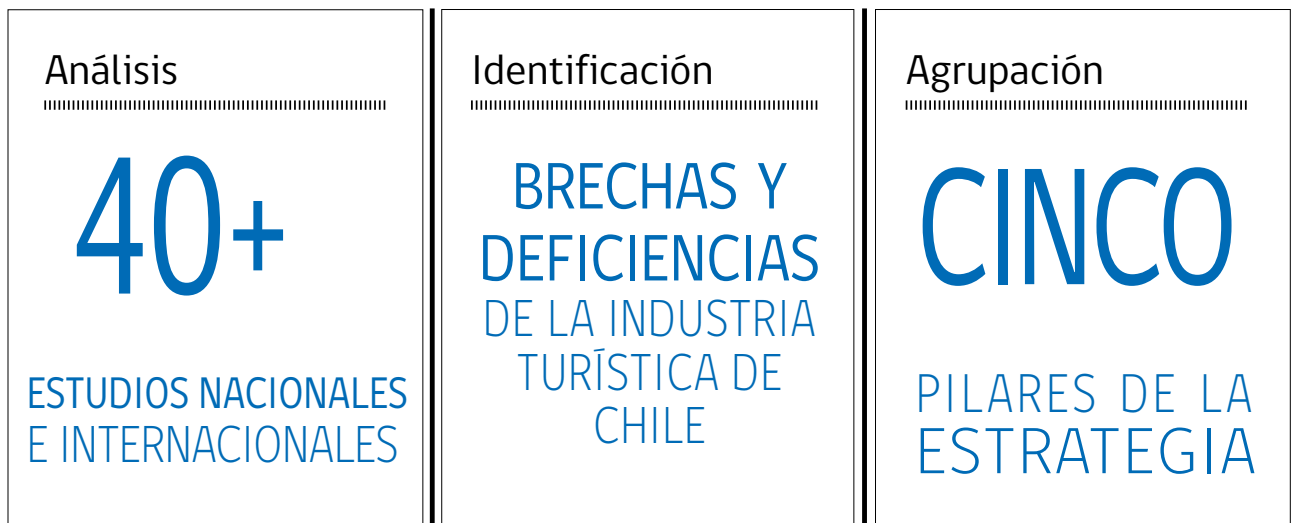 Análisis
40+
ESTUDIOS NACIONALES
E INTERNACIONALES
Identificación
BRECHAS Y
DEFICIENCIAS
DE LA INDUSTRIA
TURÍSTICA DE
CHILE
Agrupación
CINCO
PILARES DE LA
ESTRATEGIA